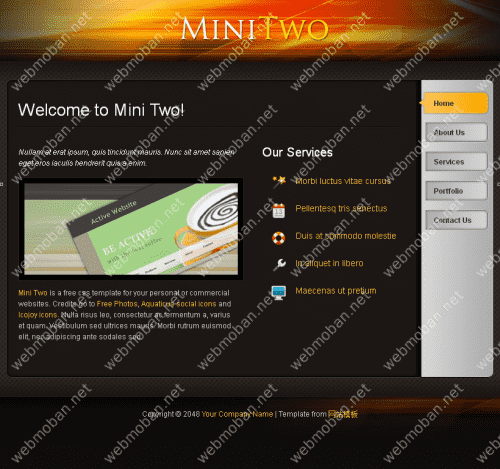 MINITWO
Welcome to Mini Two!
Nullam et erat ipsum, quis tincidunt mauris. Nunc sit amet sapien
eget eros iaculis hendrerit quis a enim.
Active Website
BE ACTIVE!
Mini Two is a free css template for your personal or commercial
websites. Credits go to Free Photos, Aquaticus social icons and
Icojoy icons. Nulla risus leo, consectetur as fermentum a, varius
et quam. Vestibulum sed ultrices mauris. Morbi rutrum euismod
elit, nec adipiscing ante sodales sed.
Our Services
Morbi luctus vitae cursus
Pellentesq tris senectus
Duis at commodo molestie
In aliquet in libero
Maecenas ut pretium
Home
About Us
Services
Portfolio
Contact Us
Copyright © 2048 Your Company Name | Template from 网站模板
webmoban.net